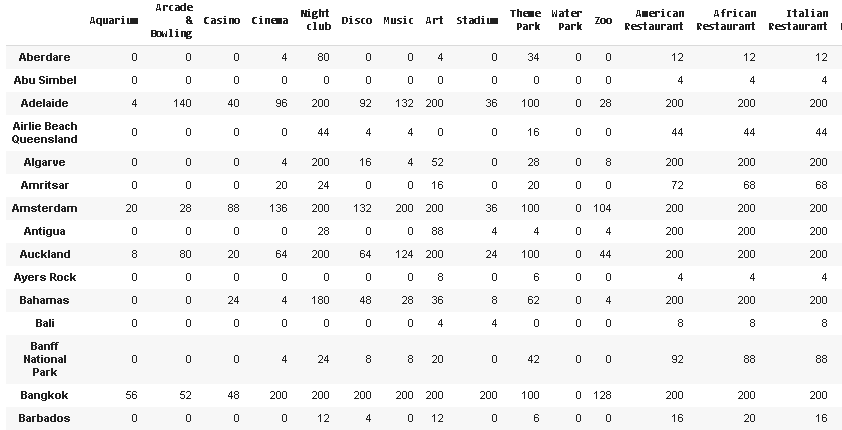 Aquarium Arcade & Bowling Casino Cinema Night club Disco Music Art Stadium Theme Park Water Park Zoo American Restaurant African Restaurant Italian Restaurant
Aberdare 0 0 0 4 80 0 0 4 0 34 0 0 12 12 12
Abu Simbel 0 0 0 0 0 0 0 0 0 0 0 0 4 4 4
Adelaide 4 140 40 96 200 92 132 200 36 100 0 28 200 200 200
Airlie Beach Queensland 0 0 0 0 44 4 4 0 0 16 0 0 44 44 44
Algarve 0 0 0 4 200 16 4 52 0 28 0 8 200 200 200
Amritsar 0 0 0 20 24 0 0 16 0 20 0 0 72 68 68
Amsterdam 20 28 88 136 200 132 200 200 36 100 0 104 200 200 200
Antigua 0 0 0 0 28 0 0 88 4 4 0 4 200 200 200
Auckland 8 80 20 64 200 64 124 200 24 100 0 44 200 200 200
Ayers Rock 0 0 0 0 0 0 0 8 0 6 0 0 4 4 4
Bahamas 0 0 24 4 180 48 28 36 8 62 0 4 200 200 200
Bali 0 0 0 0 0 0 0 4 4 0 0 0 8 8 8
Banff National Park 0 0 0 4 24 8 8 20 0 42 0 0 92 88 88
Bangkok 56 52 48 200 200 200 200 200 200 100 0 128 200 200 200
Barbados 0 0 0 0 12 4 0 12 0 6 0 0 16 20 16